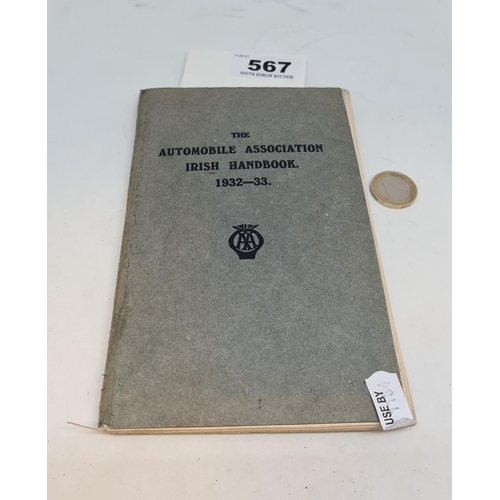 567
SOUTH DUBLIN AUCTION
THE
AUTOMOBILE ASSOCIATION
IRISH HANDBOOK.
1932—33.
AA
USE BY